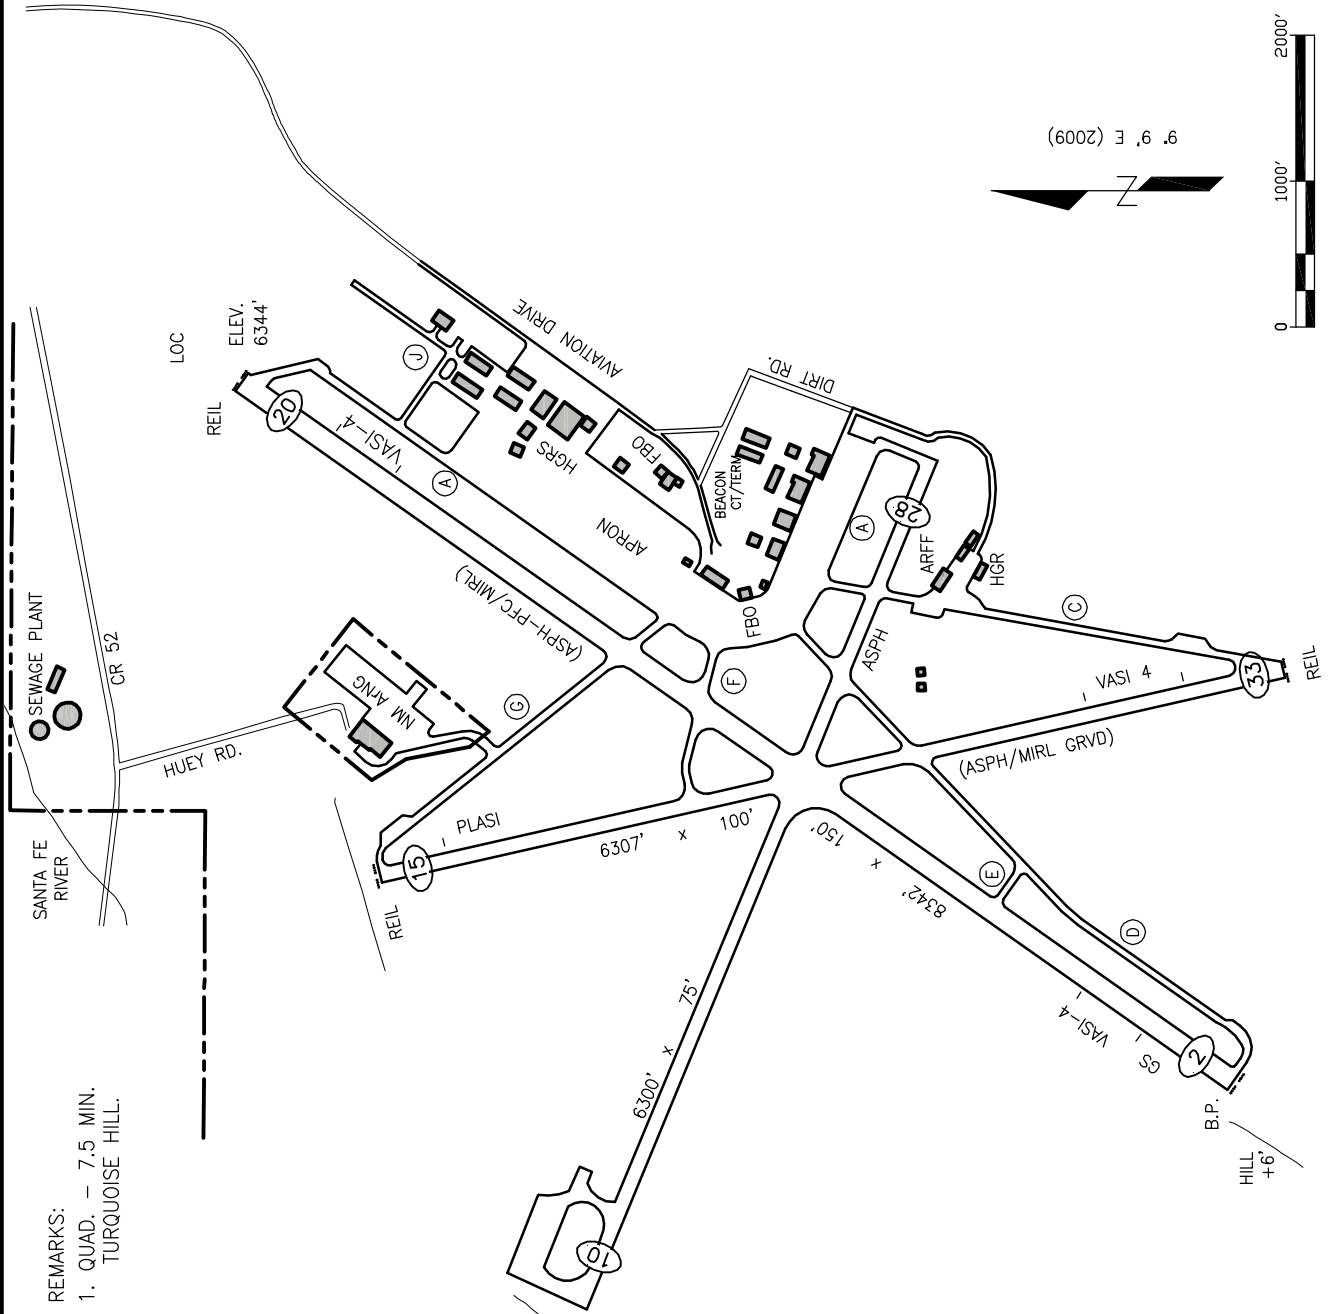 2000'
1000'
0
9° 9' E (2009)
N
LOC
ELEV.
6344'
REIL
20
VASI-4'
J
A
AVIATION DRIVE
HGRS
FBO
APRON
DIRT RD.
BEACON
CT/TERM
FBO
A
28
ARFF
HGR
ASPH
C
VASI 4
33
REIL
(ASPH/MIRL GRVD)
(ASPH-PFC/MIRL)
F
G
NM ArNG
SEWAGE PLANT
CR 52
HUEY RD.
SANTA FE
RIVER
PLASI
15
REIL
6307' x 100'
150'
x
8342'
E
D
75'
x
6300'
10
VASI-4
GS
2
B.P.
HILL
+6'
REMARKS:
1. QUAD. - 7.5 MIN.
TURQUOISE HILL.